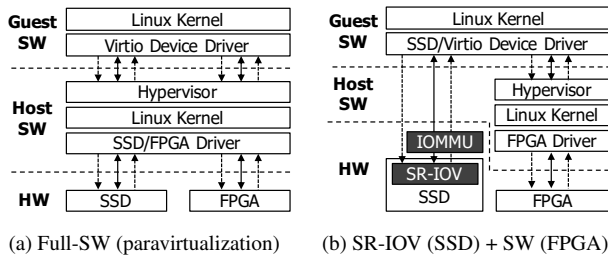 Guest SW
Linux Kernel
Virtio Device Driver
Host SW
Hypervisor
Linux Kernel
SSD/FPGA Driver
HW
SSD
FPGA
(a) Full-SW (paravirtualization)
Guest SW
Linux Kernel
SSD/Virtio Device Driver
Host SW
Hypervisor
Linux Kernel
FPGA Driver
HW
IOMMU
SR-IOV
SSD
FPGA
(b) SR-IOV (SSD) + SW (FPGA)